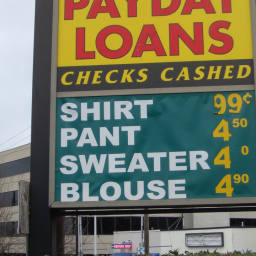 PAYDAY
LOANS
CHECKS CASHED
SHIRT 99¢
PANT 4 50
SWEATER 4 0
BLOUSE 4 90